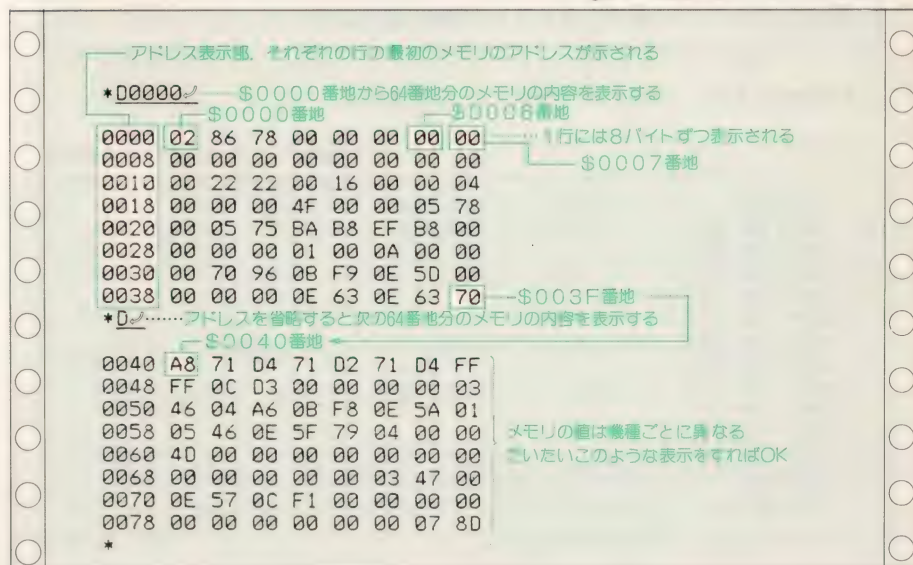 アドレス表示部．それぞれの行の最初のメモリのアドレスが示される
*D0000⏎ $0000番地から64番地分のメモリの内容を表示する
$0000番地 $0006番地
0000 02 86 78 00 00 00 00 00 …1行には8バイトずつ表示される
0008 00 00 00 00 00 00 00 00 $0007番地
0010 00 22 22 00 16 00 00 04
0018 00 00 00 4F 00 00 05 78
0020 00 05 75 BA B8 EF B8 00
0028 00 00 00 01 00 0A 00 00
0030 00 70 96 0B F9 0E 5D 00
0038 00 00 00 0E 63 0E 63 70 $003F番地
*D⏎……アドレスを省略すると次の64番地分のメモリの内容を表示する
$0040番地
0040 A8 71 D4 71 D2 71 D4 FF
0048 FF 0C D3 00 00 00 00 03
0050 46 04 A6 0B F8 0E 5A 01
0058 05 46 0E 5F 79 04 00 00 メモリの値は機種ごとに異なる
0060 4D 00 00 00 00 00 00 00 だいたいこのような表示をすればOK
0068 00 00 00 00 00 03 47 00
0070 0E 57 0C F1 00 00 00 00
0078 00 00 00 00 00 00 07 8D
*